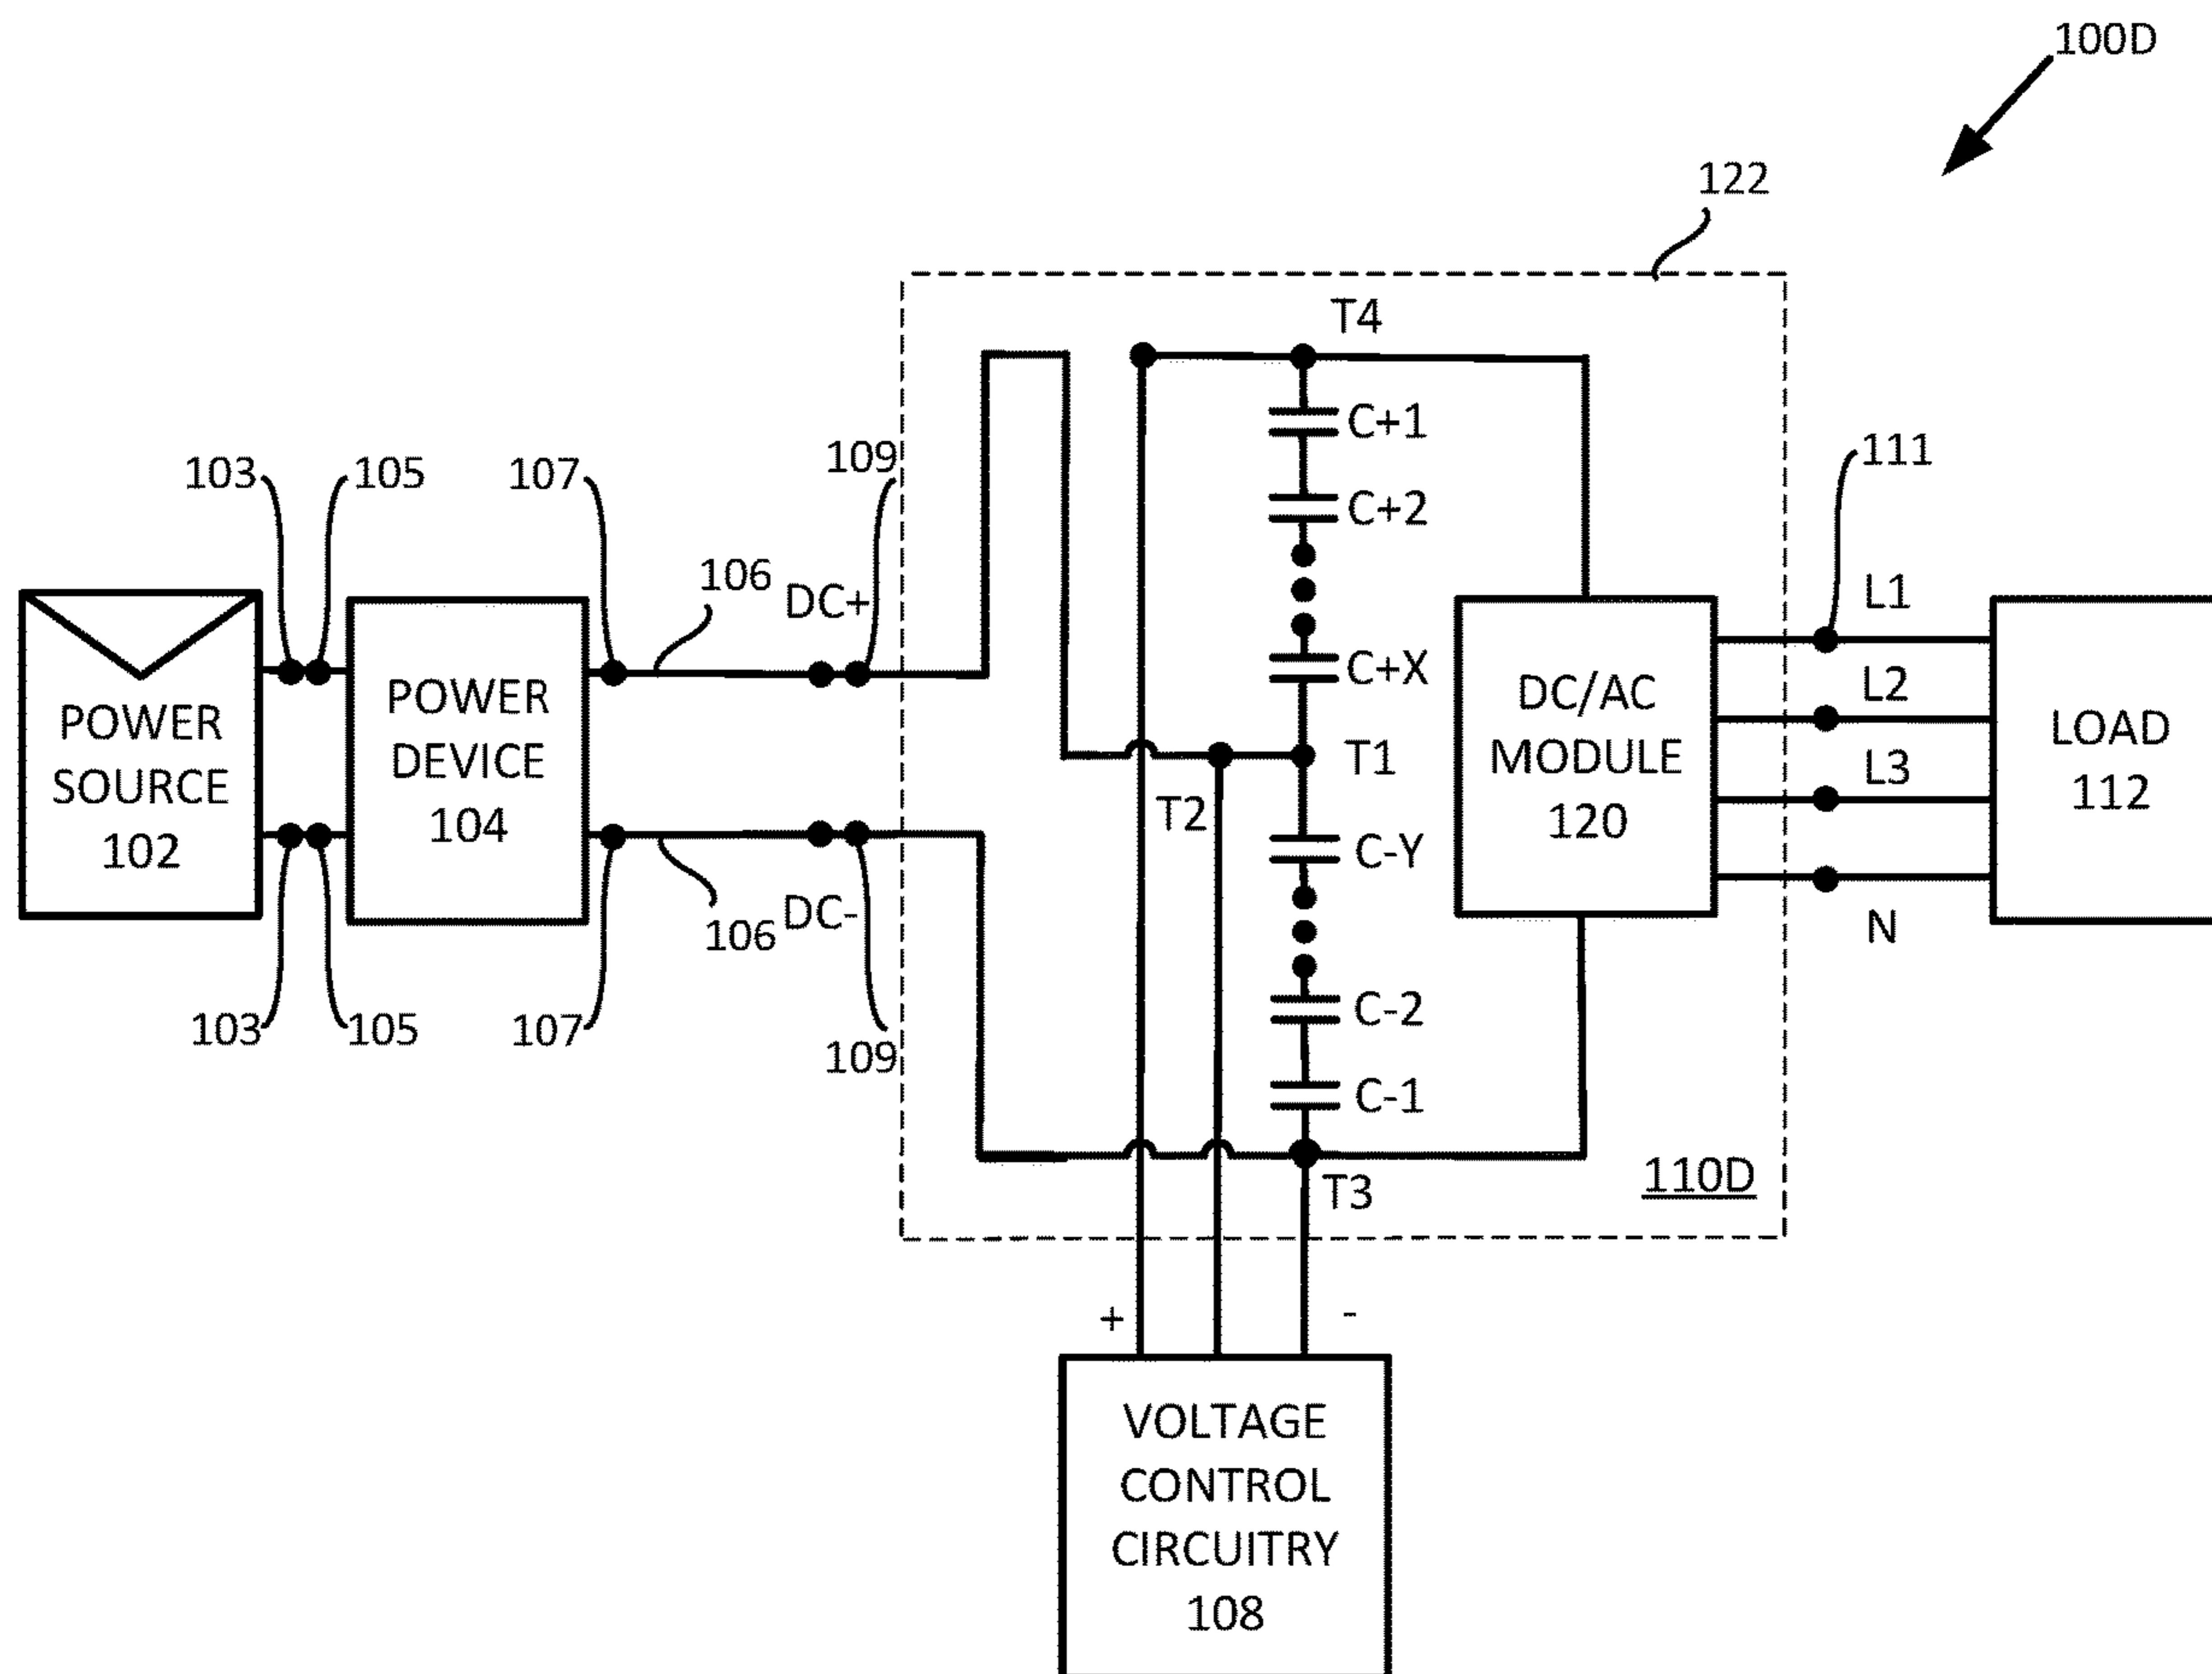 100D
122
T4
C+1
C+2
C+X
T1
T2
C-Y
C-2
C-1
T3
110D
103
105
107
109
106
DC+
POWER
SOURCE
102
POWER
DEVICE
104
106
DC-
103
105
107
109
DC/AC
MODULE
120
111
L1
L2
L3
N
LOAD
112
+
-
VOLTAGE
CONTROL
CIRCUITRY
108